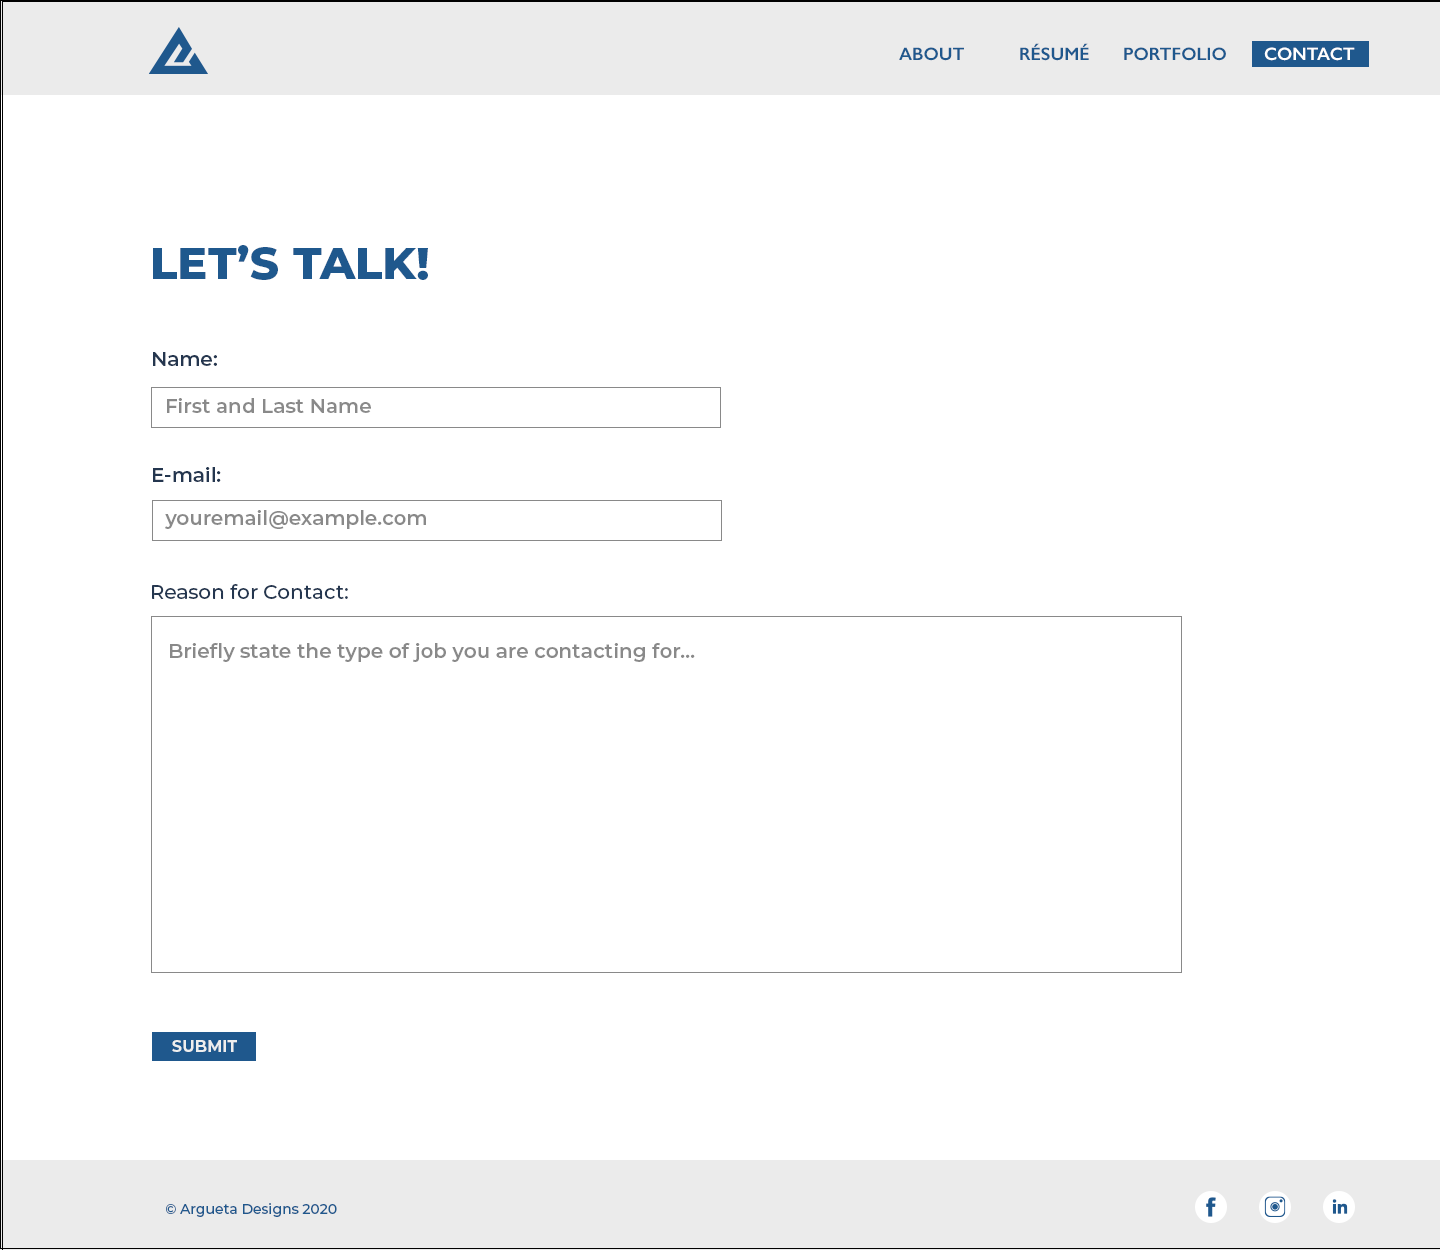 ABOUT RÉSUMÉ PORTFOLIO CONTACT
LET’S TALK!
Name:
First and Last Name
E-mail:
youremail@example.com
Reason for Contact:
Briefly state the type of job you are contacting for...
SUBMIT
© Argueta Designs 2020